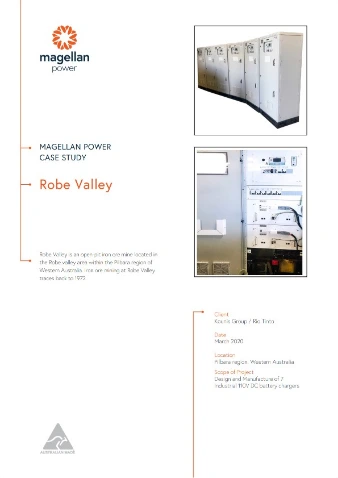 magellan
power
MAGELLAN POWER
CASE STUDY
Robe Valley
Robe Valley is an open pit iron ore mine located in
the Robe valley area within the Pilbara region of
Western Australia. Iron ore mining at Robe Valley
traces back to 1972.
Client
Group / Rio Tinto
Date
March 2020
Location
Pilbara region, Western Australia
Scope of Project
Design and Manufacture of 7
industrial 110V DC battery chargers
AUSTRALIAN MADE